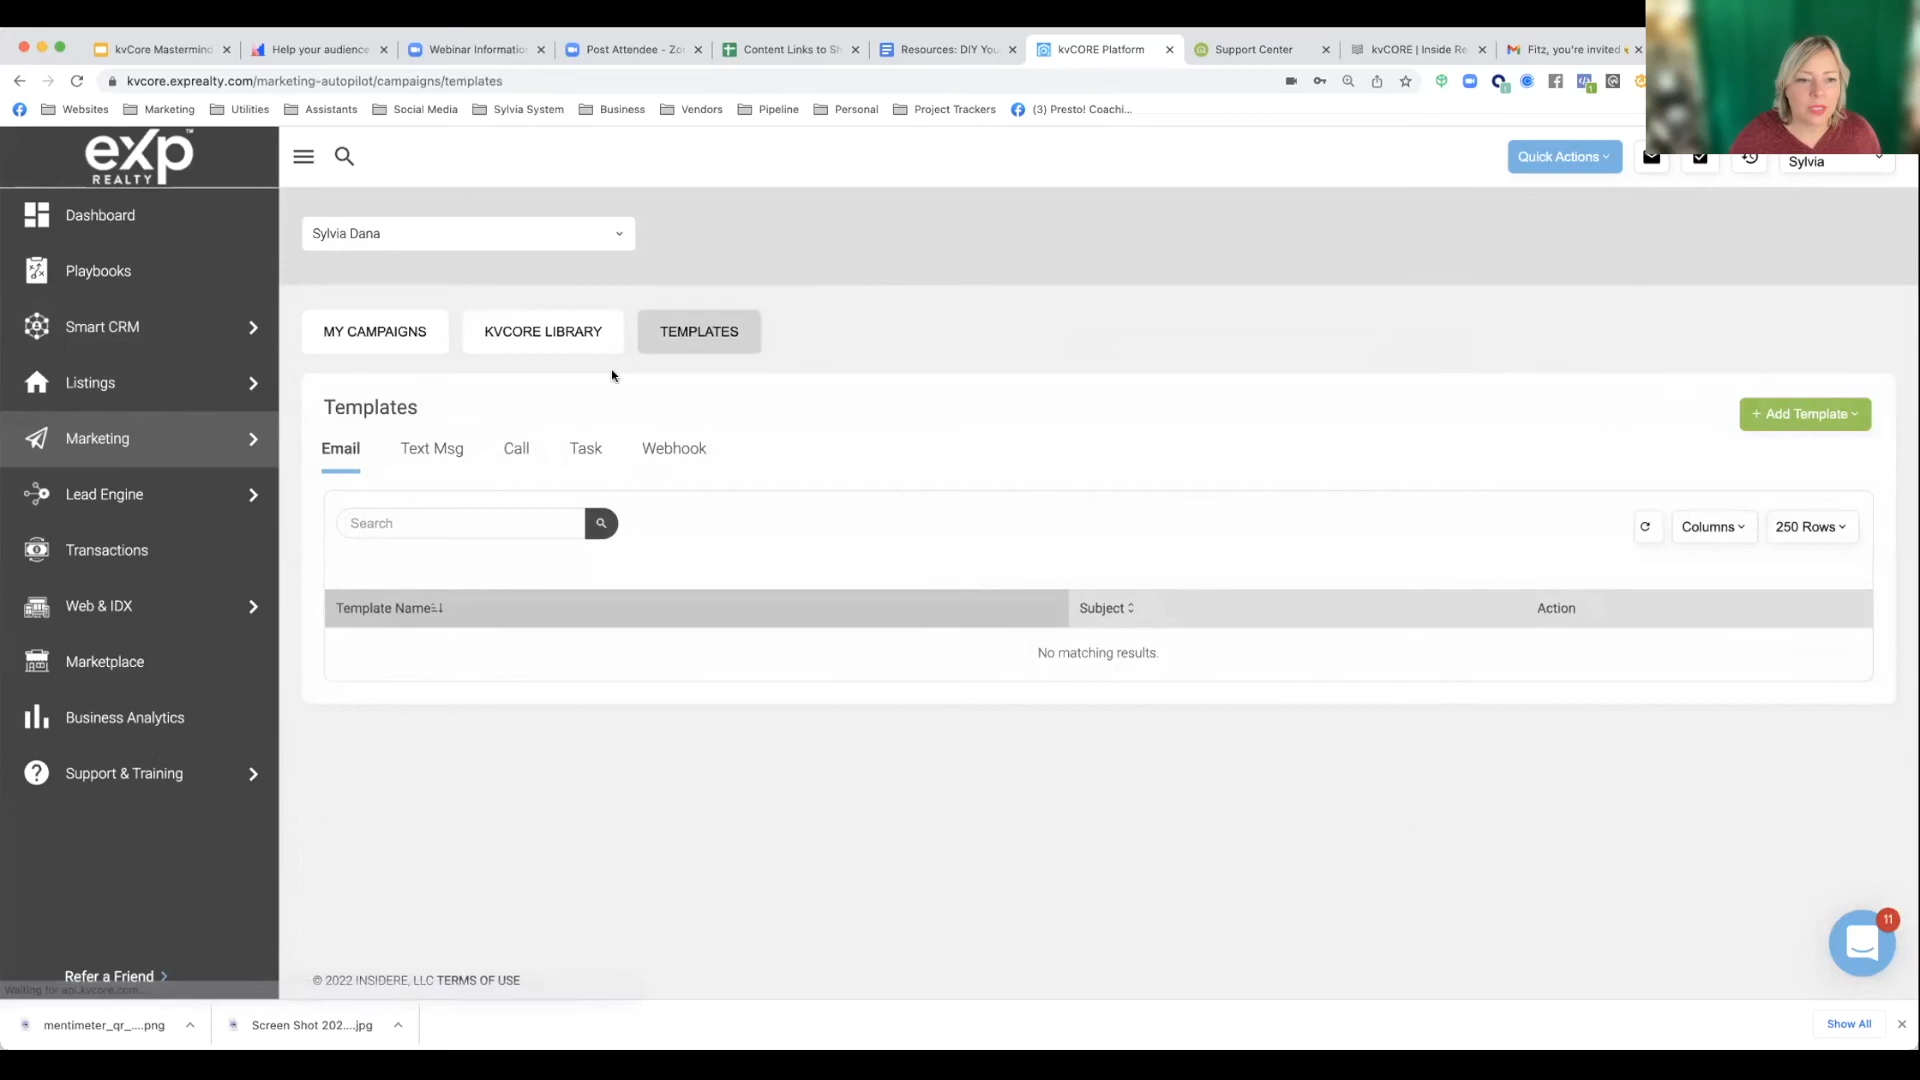 kvCore Mastermind
Help your audience
Webinar Information
Post Attendee - Zoo
Content Links to Sh
Resources: DIY You
kvCORE Platform
Support Center
kvCORE | Inside Re
Fitz, you're invited
kvcore.exprealty.com/marketing-autopilot/campaigns/templates
Websites
Marketing
Utilities
Assistants
Social Media
Sylvia System
Business
Vendors
Pipeline
Personal
Project Trackers
(3) Presto! Coachi...
eXp
REALTY
Quick Actions
Sylvia
Dashboard
Playbooks
Smart CRM
Listings
Marketing
Lead Engine
Transactions
Web & IDX
Marketplace
Business Analytics
Support & Training
Refer a Friend
Waiting for api.kvcore.com...
Sylvia Dana
MY CAMPAIGNS
KVCORE LIBRARY
TEMPLATES
Templates
+ Add Template
Email
Text Msg
Call
Task
Webhook
Search
Columns
250 Rows
Template Name
Subject
Action
No matching results.
11
© 2022 INSIDERE, LLC TERMS OF USE
mentimeter_qr_....png
Screen Shot 202....jpg
Show All